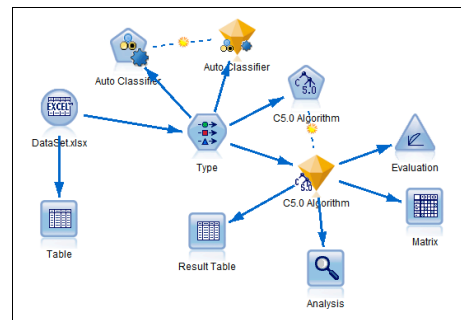 Auto Classifier
Auto Classifier
EXCEL
DataSet.xlsx
Type
C 5.0
C5.0 Algorithm
C 5.0
C5.0 Algorithm
Evaluation
Table
Result Table
Matrix
Analysis